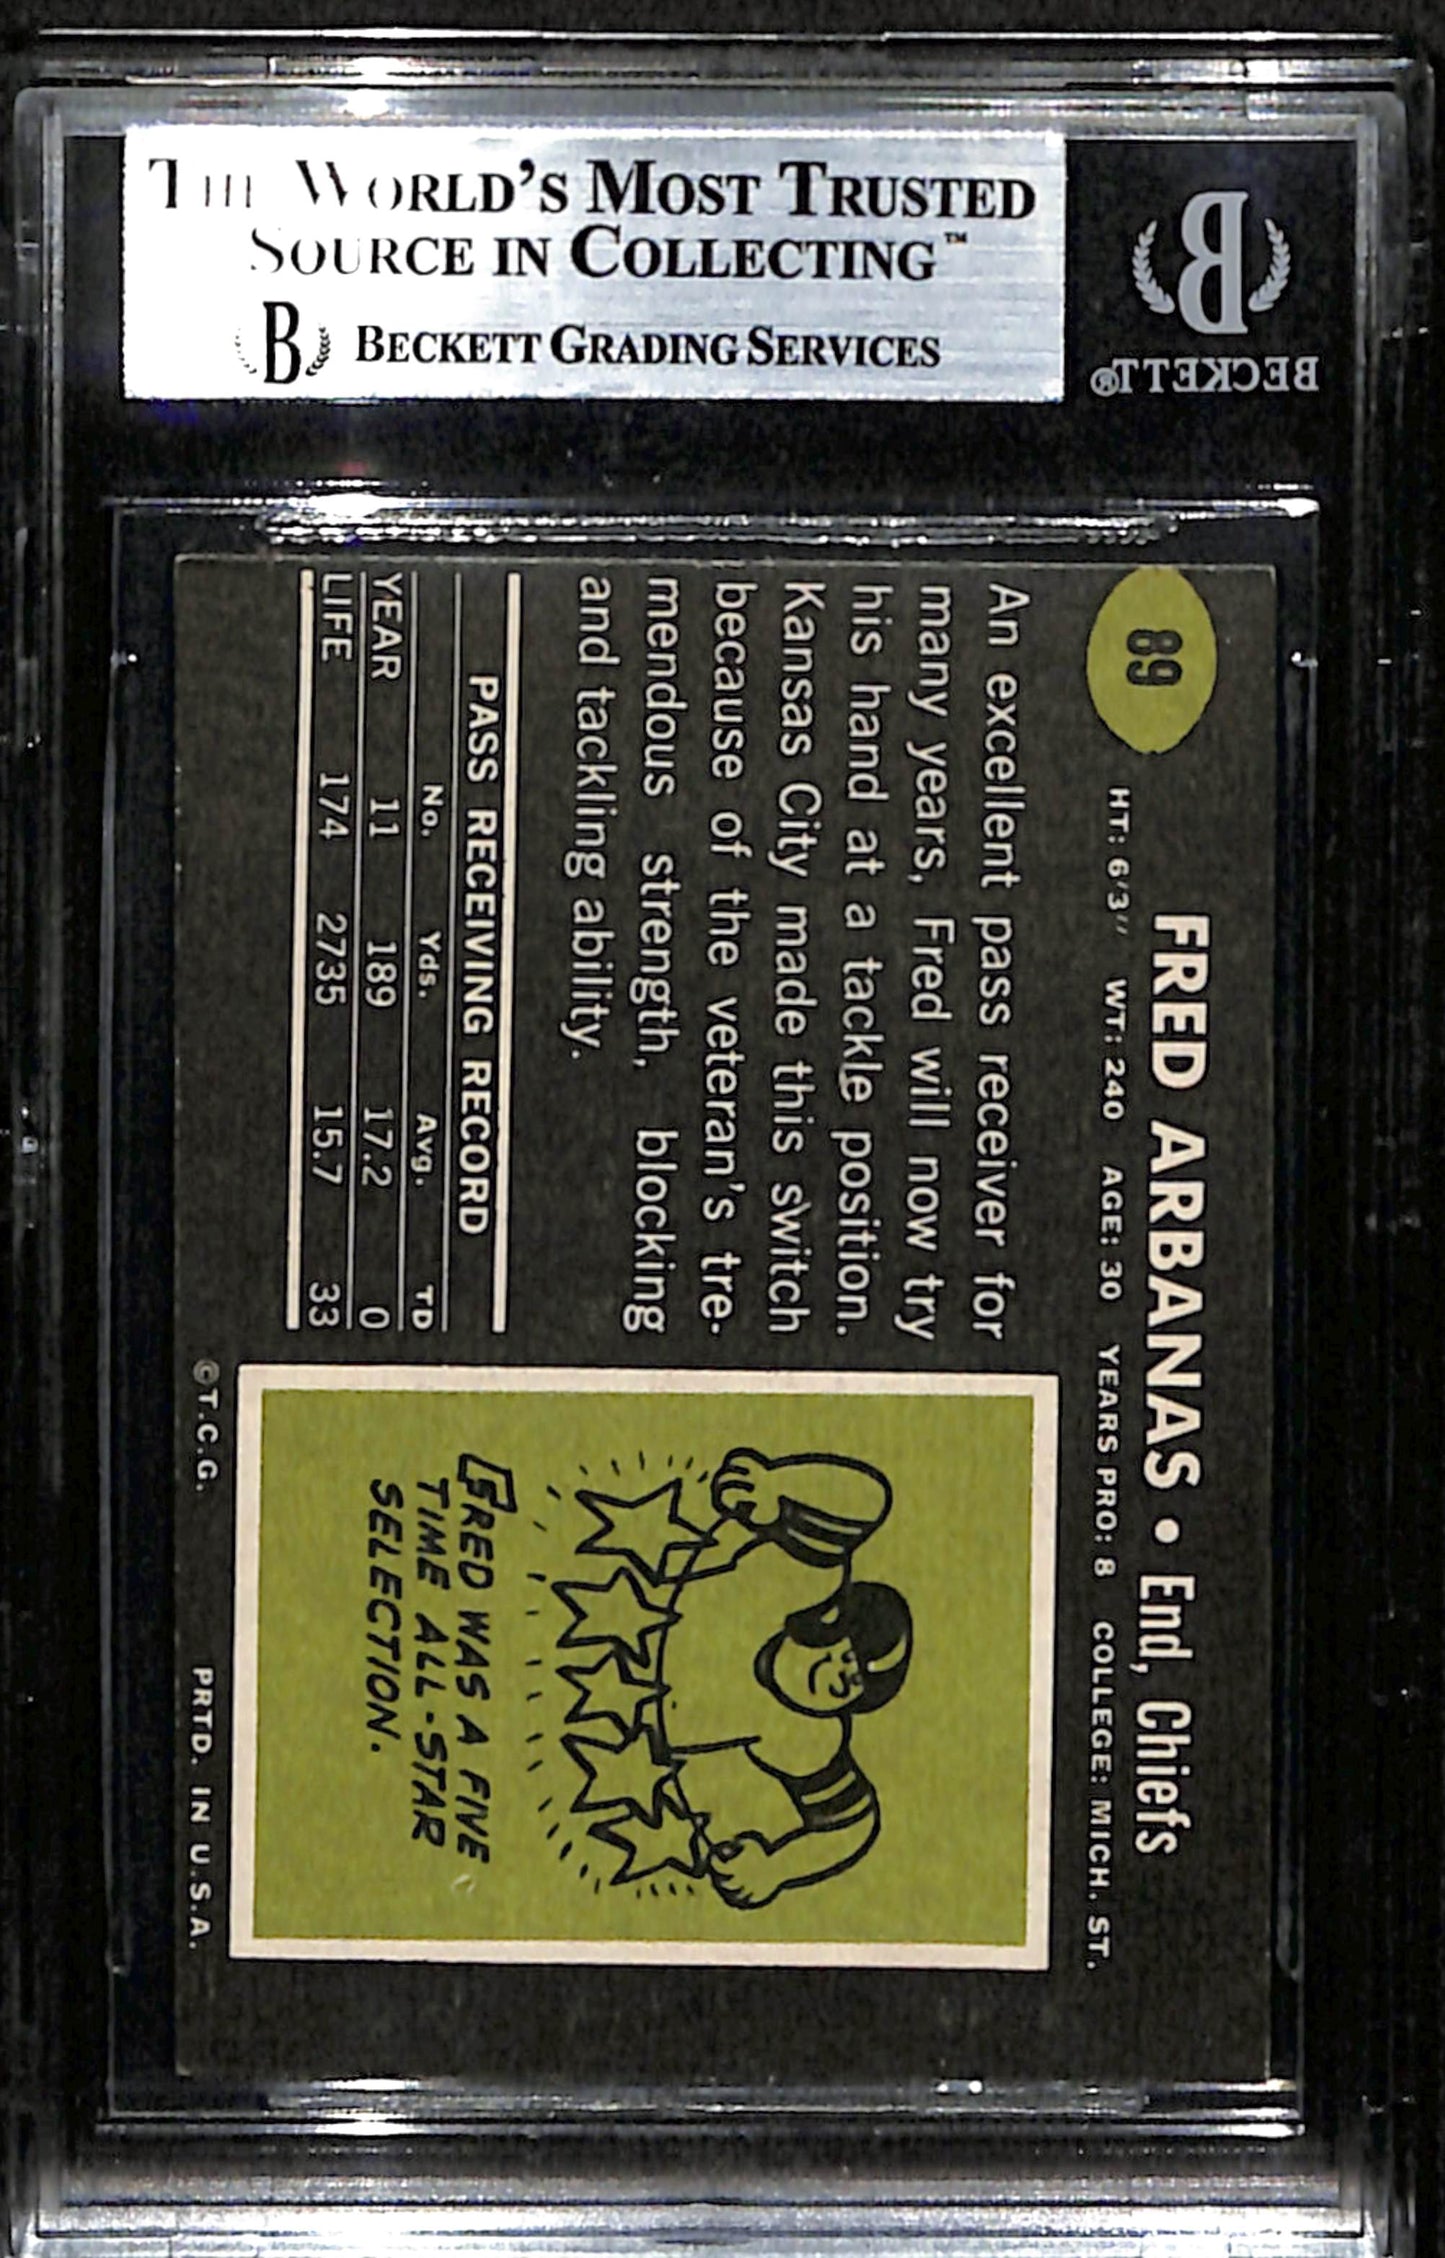 THE WORLD'S MOST TRUSTED
SOURCE IN COLLECTING™
B BECKETT GRADING SERVICES
B
BECKETT®
89
FRED ARBANAS • End, Chiefs
HT: 6'3" WT: 240 AGE: 30 YEARS PRO: 8 COLLEGE: MICH. ST.
An excellent pass receiver for
many years, Fred will now try
his hand at a tackle position.
Kansas City made this switch
because of the veteran's tre-
mendous strength, blocking
and tackling ability.
PASS RECEIVING RECORD
No. Yds. Avg. TD
YEAR 11 189 17.2 0
LIFE 174 2735 15.7 33
FRED WAS A FIVE
TIME ALL-STAR
SELECTION.
©T.C.G. PRTD. IN U.S.A.